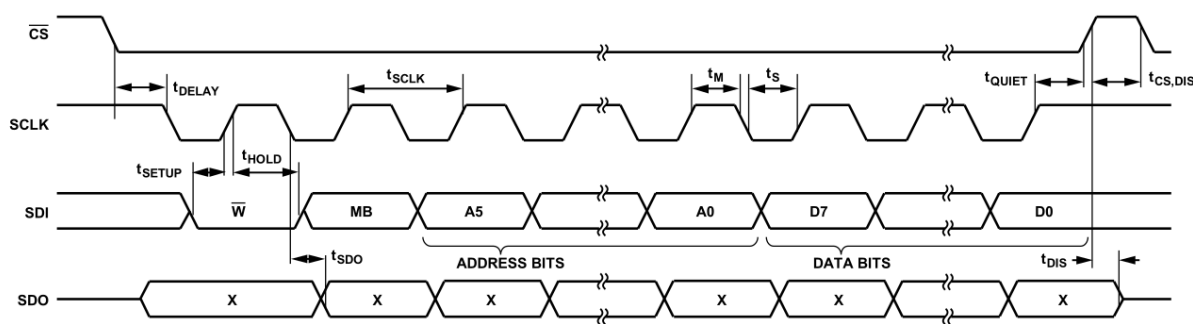 CS
tDELAY
tSCLK
tM
tS
tQUIET
tCS,DIS
SCLK
tSETUP
tHOLD
SDI
W
MB
A5
A0
D7
D0
tSDO
ADDRESS BITS
DATA BITS
tDIS
SDO
X
X
X
X
X
X